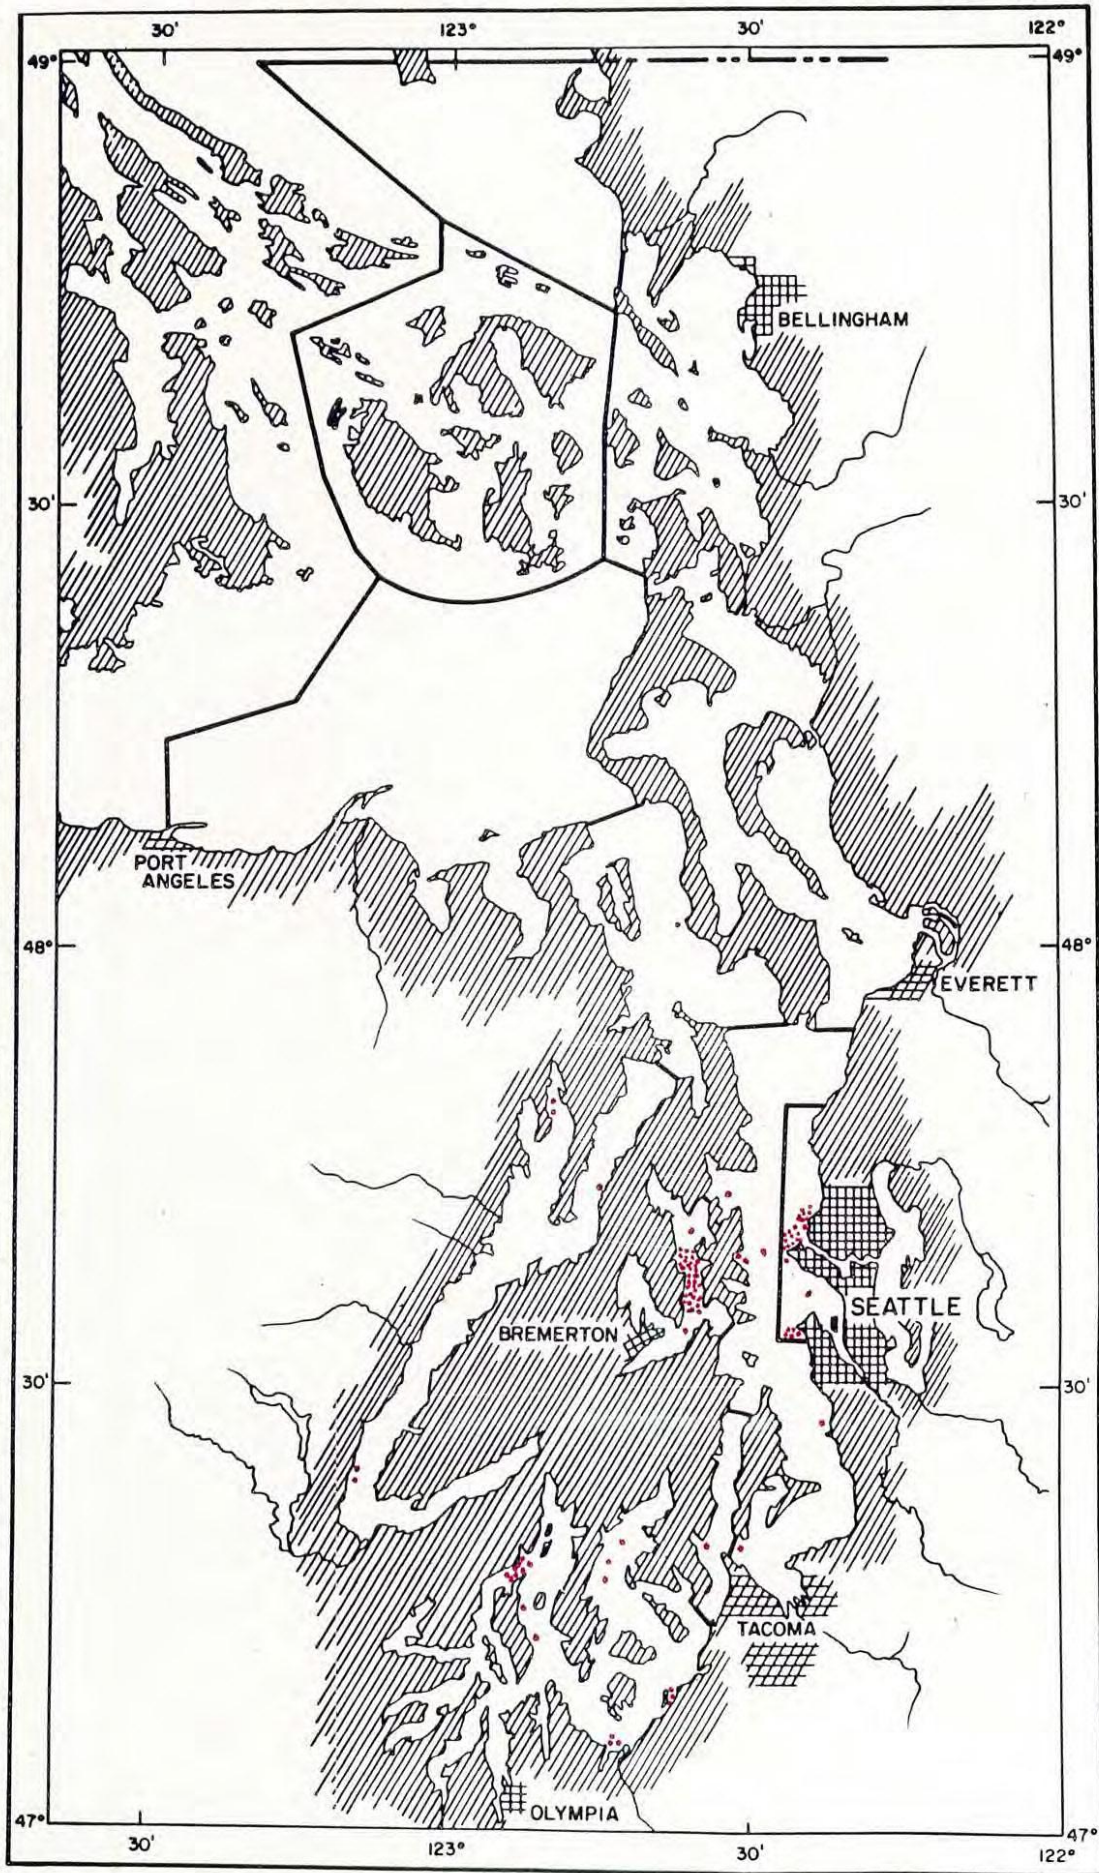 30' 123° 30' 122°
49° 49°
BELLINGHAM
30' 30'
PORT
ANGELES
48° 48°
EVERETT
SEATTLE
BREMERTON
30' 30'
TACOMA
OLYMPIA
47° 47°
30' 123° 30' 122°